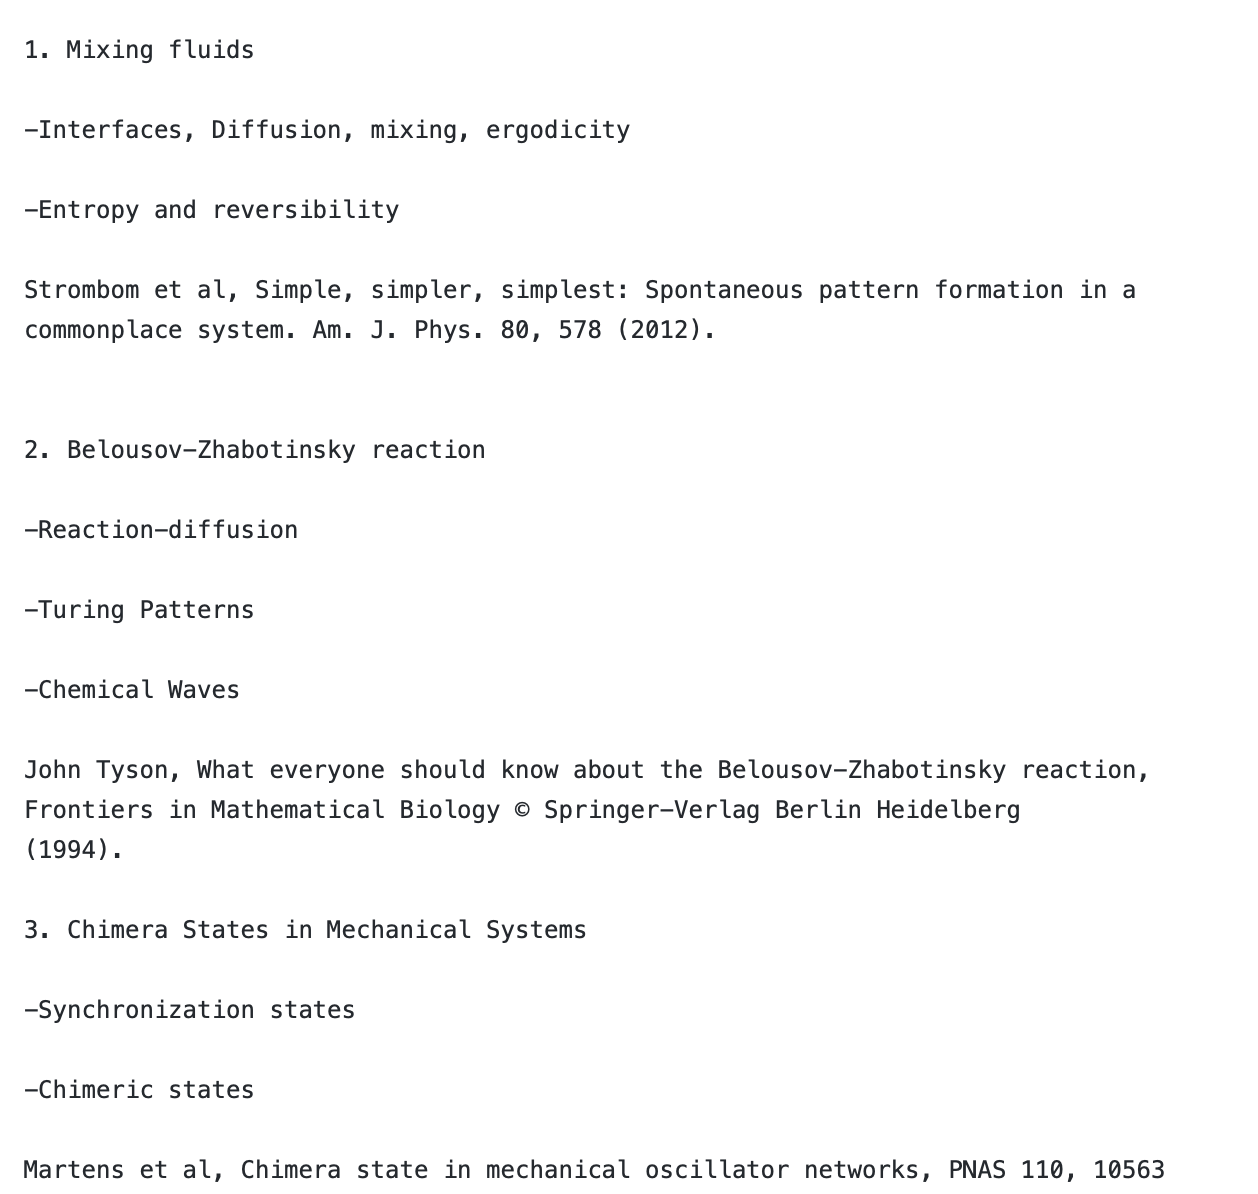 1. Mixing fluids
-Interfaces, Diffusion, mixing, ergodicity
-Entropy and reversibility
Strombom et al, Simple, simpler, simplest: Spontaneous pattern formation in a
commonplace system. Am. J. Phys. 80, 578 (2012).
2. Belousov-Zhabotinsky reaction
-Reaction-diffusion
-Turing Patterns
-Chemical Waves
John Tyson, What everyone should know about the Belousov-Zhabotinsky reaction,
Frontiers in Mathematical Biology © Springer-Verlag Berlin Heidelberg
(1994).
3. Chimera States in Mechanical Systems
-Synchronization states
-Chimeric states
Martens et al, Chimera state in mechanical oscillator networks, PNAS 110, 10563